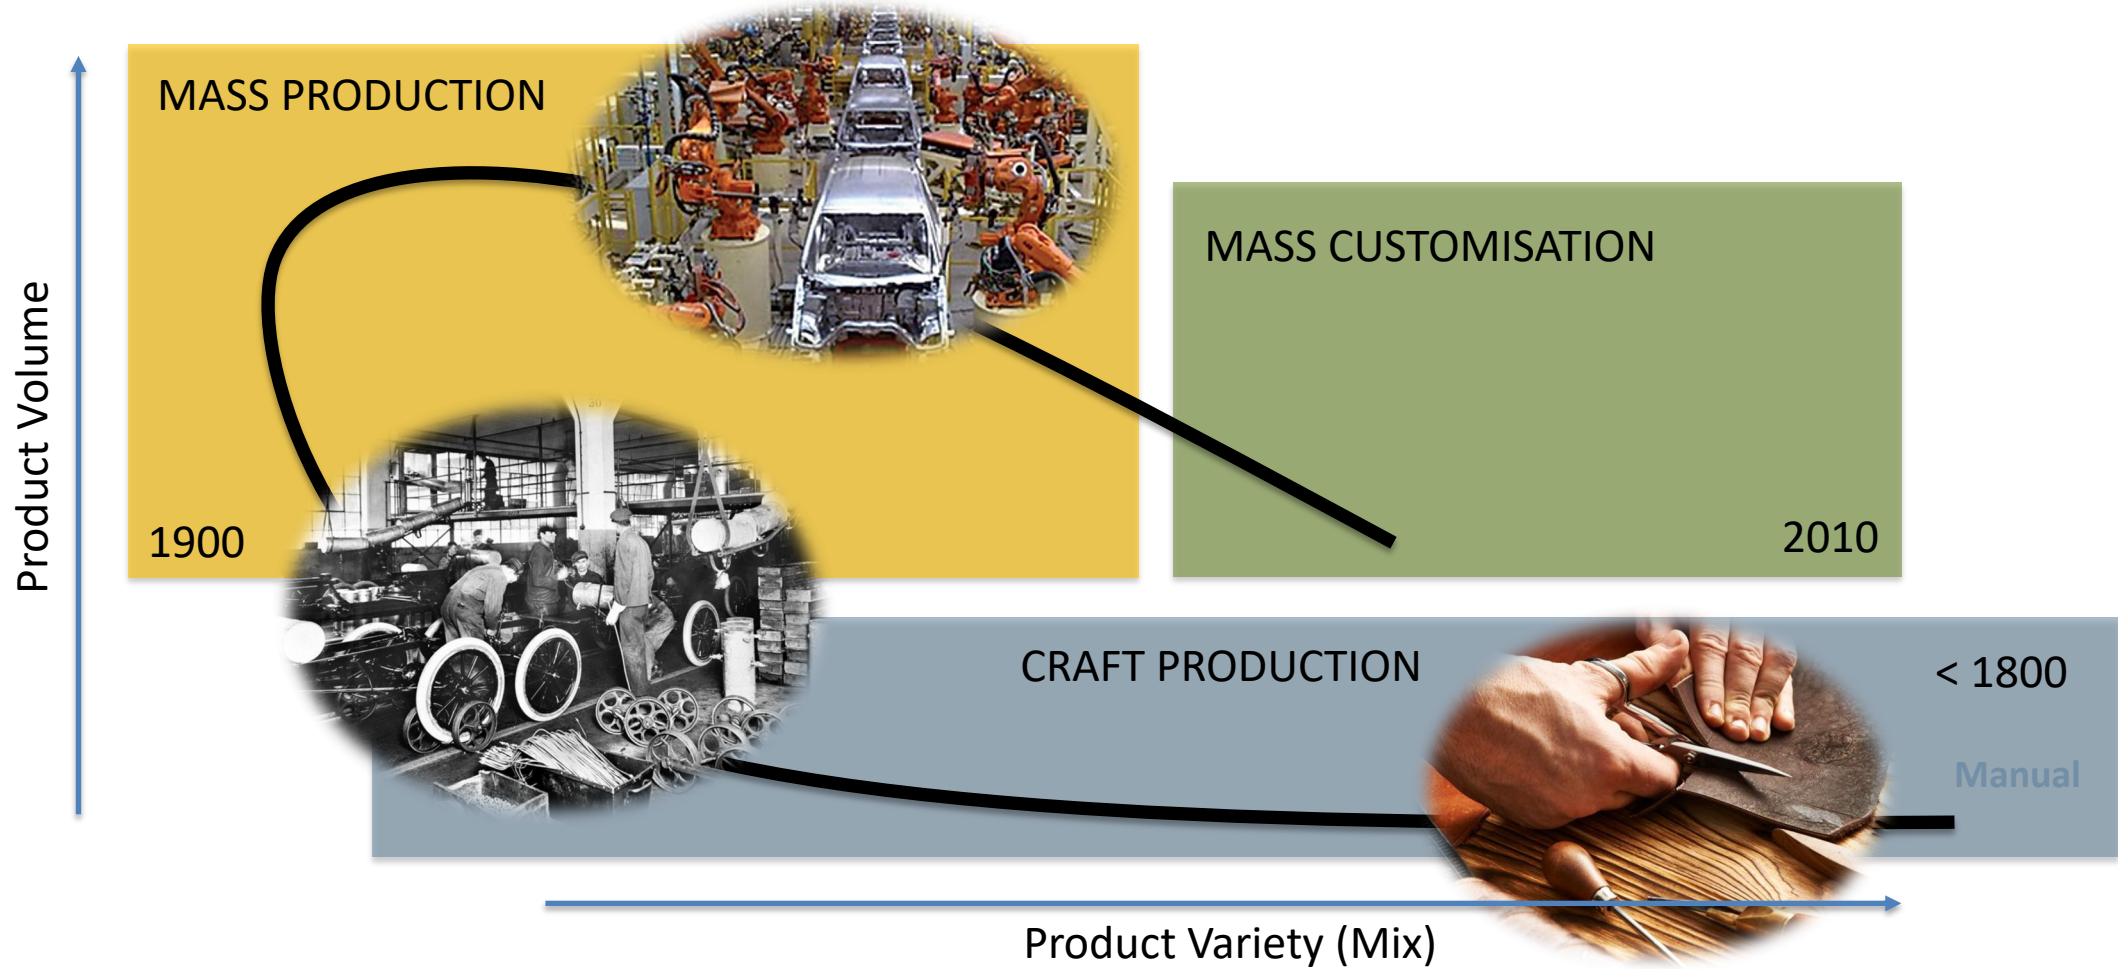 MASS PRODUCTION
MASS CUSTOMISATION
Product Volume
1900
2010
CRAFT PRODUCTION
< 1800
Manual
Product Variety (Mix)